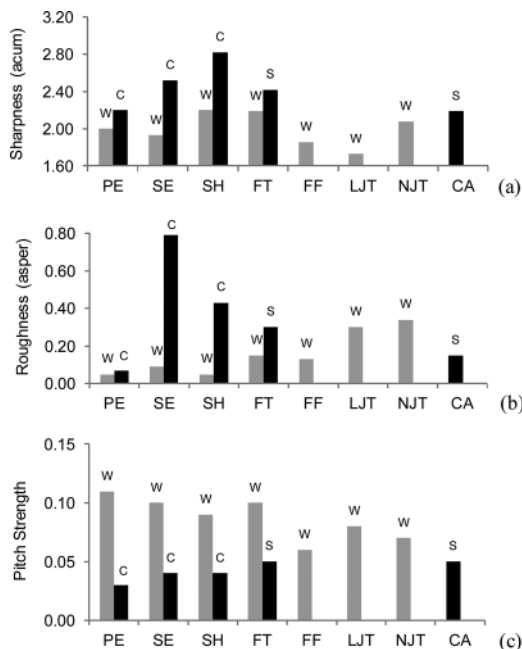 2.80
C
3.20
Sharpness (acum)
2.40
2.00
1.60
W C W C W W S W W W S
PE SE SH FT FF LJT NJT CA (a)
0.80 C
Roughness (asper)
0.60
0.40
0.20
0.00
W C W W C W S W W W S
PE SE SH FT FF LJT NJT CA (b)
0.15
Pitch Strength
0.10
0.05
0.00
W C W C W C W S W W W S
PE SE SH FT FF LJT NJT CA (c)